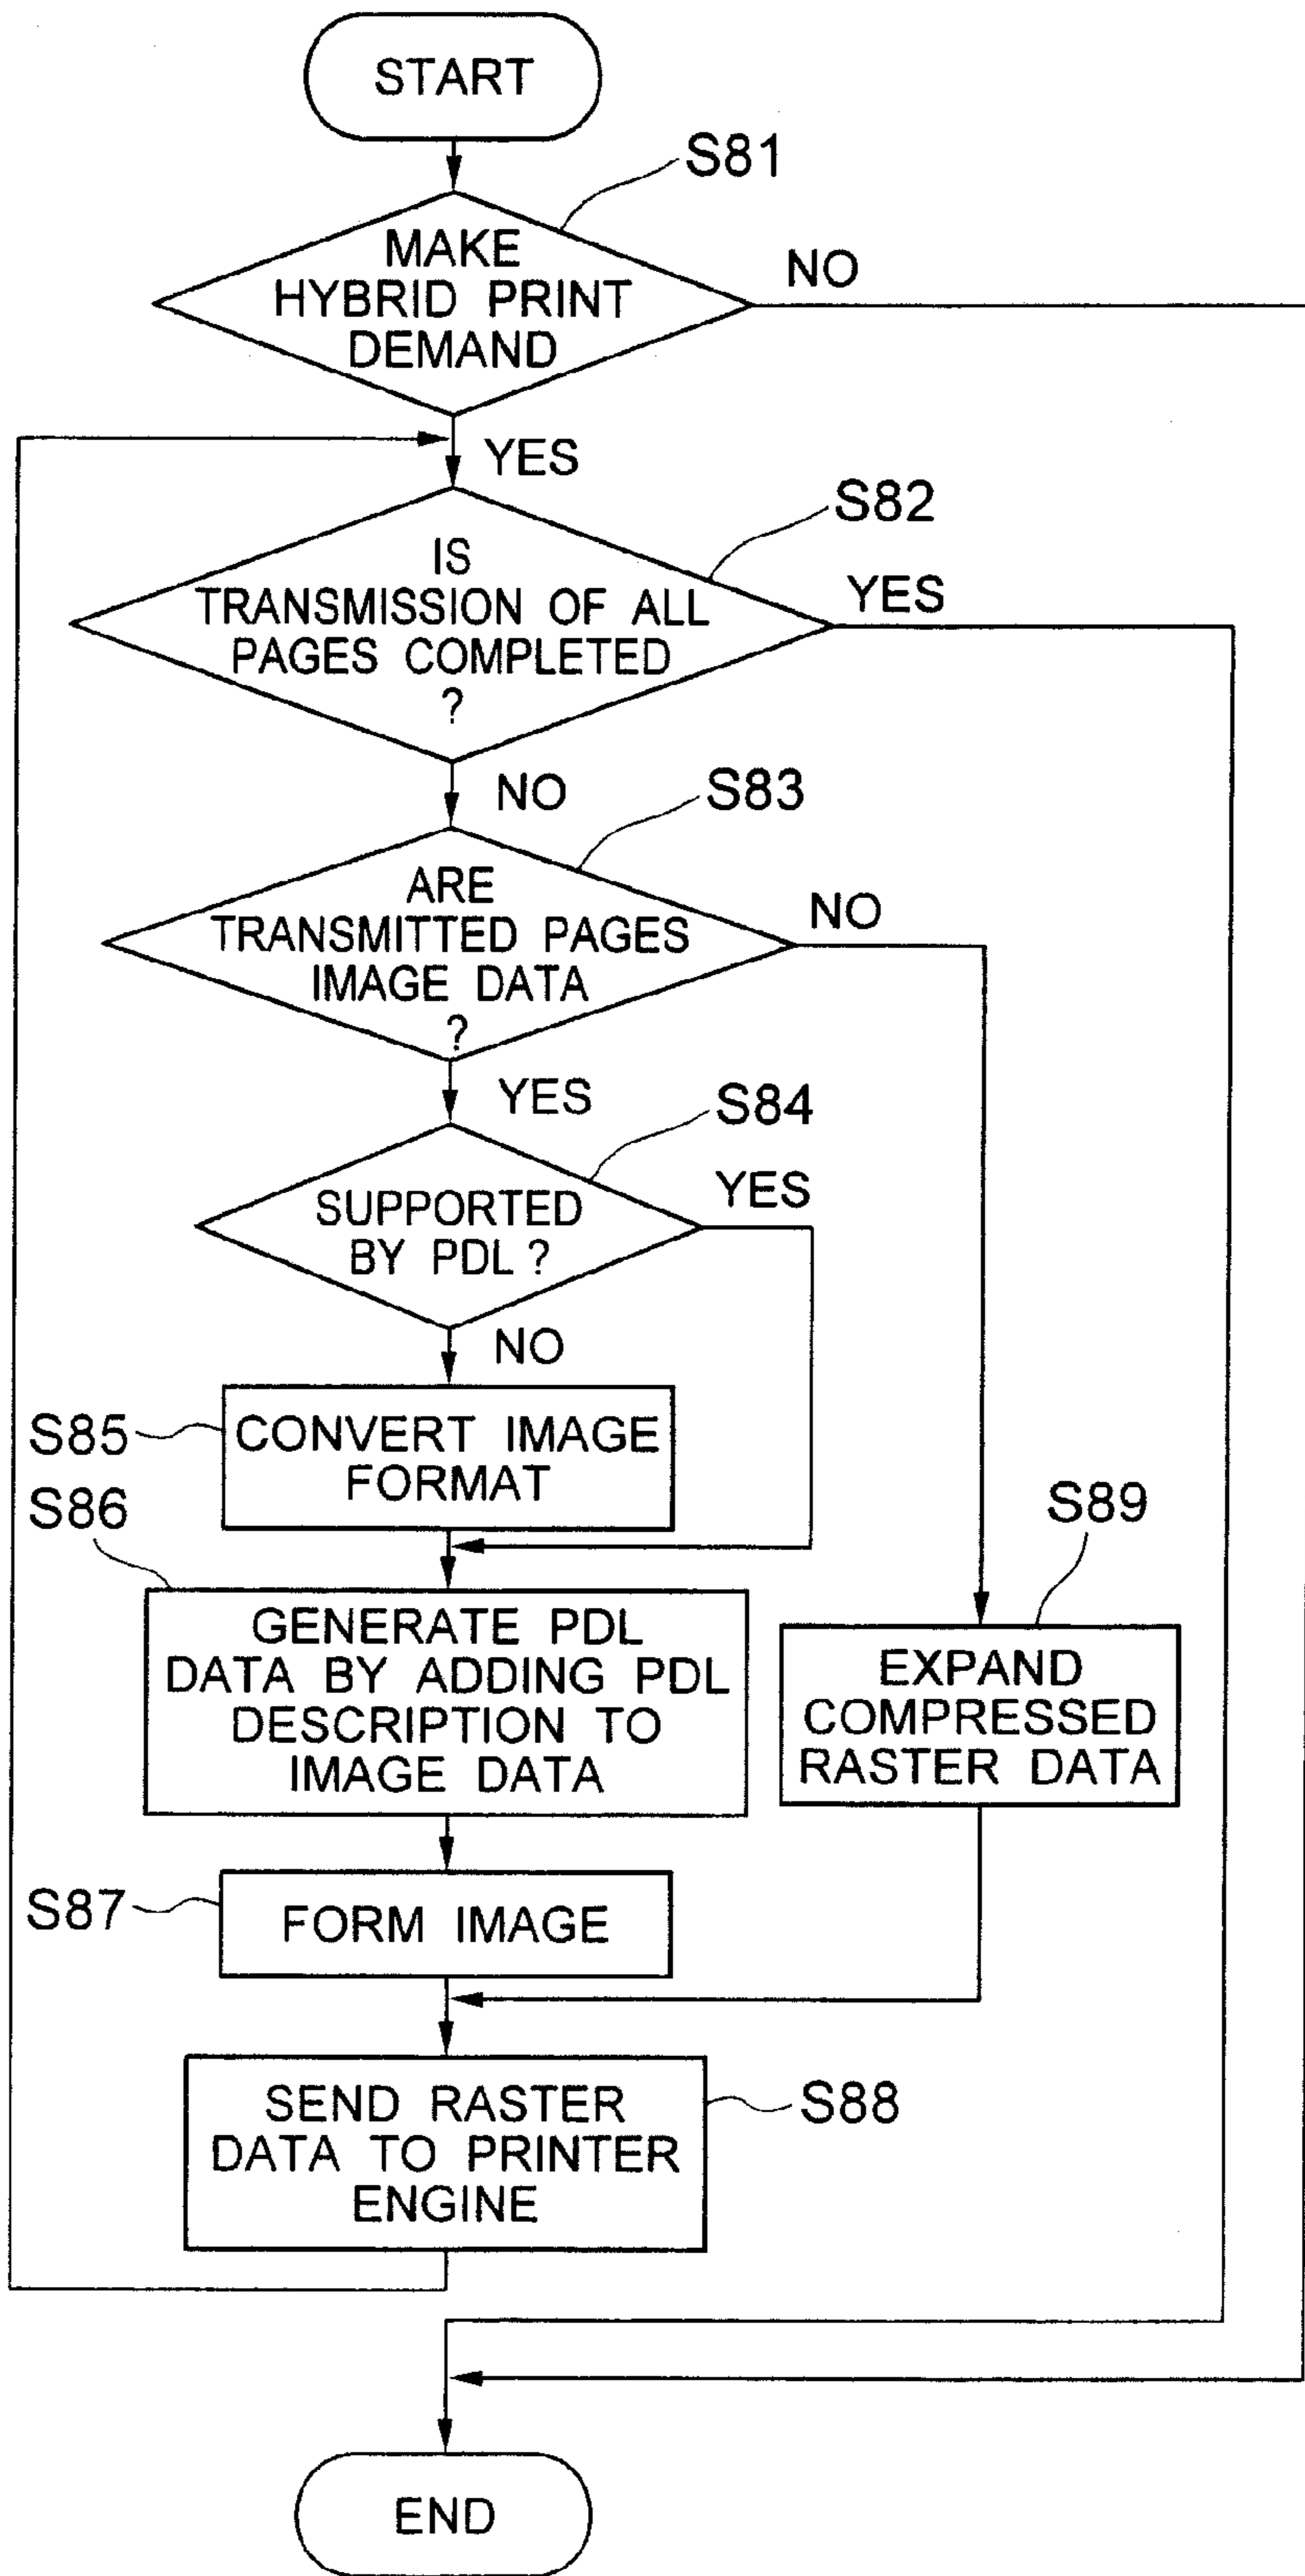 START
S81
MAKE
HYBRID PRINT
DEMAND
NO
YES
S82
IS
TRANSMISSION OF ALL
PAGES COMPLETED
?
YES
NO
S83
ARE
TRANSMITTED PAGES
IMAGE DATA
?
NO
YES
S84
SUPPORTED
BY PDL?
YES
NO
S85
CONVERT IMAGE
FORMAT
S86
GENERATE PDL
DATA BY ADDING PDL
DESCRIPTION TO
IMAGE DATA
S89
EXPAND
COMPRESSED
RASTER DATA
S87
FORM IMAGE
S88
SEND RASTER
DATA TO PRINTER
ENGINE
END